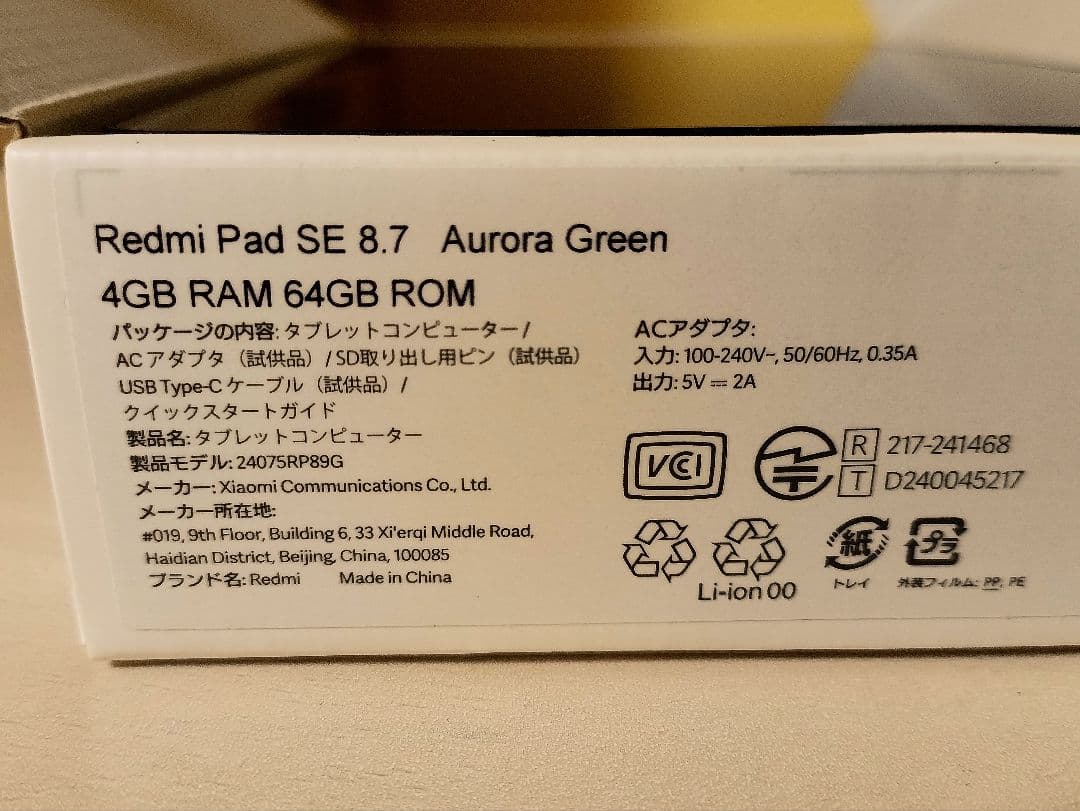 Redmi Pad SE 8.7 Aurora Green
4GB RAM 64GB ROM
パッケージの内容: タブレットコンピューター /
ACアダプタ（試供品）/ SD取り出し用ピン（試供品）
USB Type-C ケーブル（試供品）/
クイックスタートガイド
製品名: タブレットコンピューター
製品モデル: 24075RP89G
メーカー: Xiaomi Communications Co., Ltd.
メーカー所在地:
#019, 9th Floor, Building 6, 33 Xi'erqi Middle Road,
Haidian District, Beijing, China, 100085
ブランド名: Redmi Made in China
ACアダプタ:
入力: 100-240V~, 50/60Hz, 0.35A
出力: 5V ⎓ 2A
VCCI
R 217-241468
T D240045217
Li-ion 00
紙
トレイ
プラ
外装フィルム: PP, PE